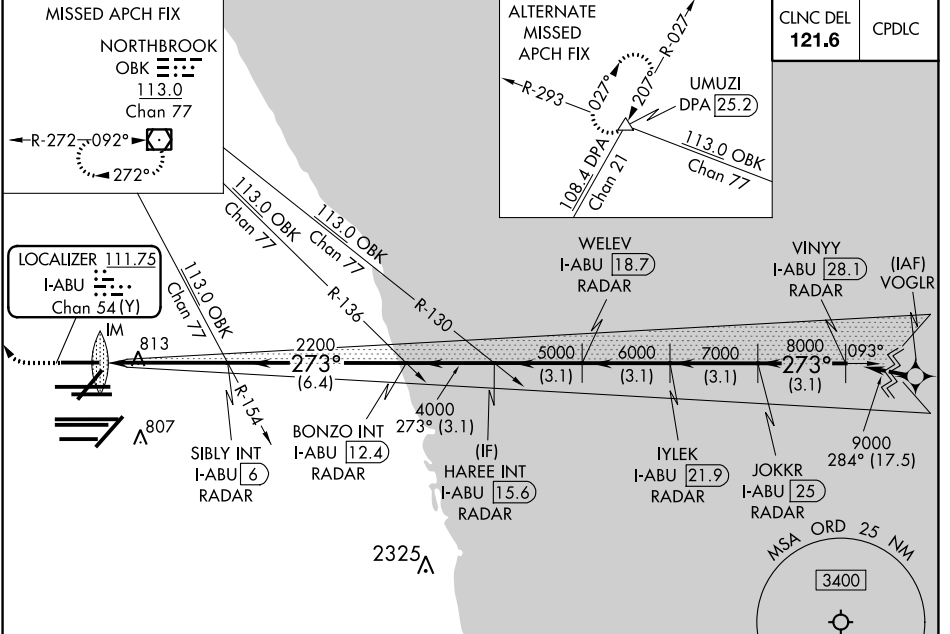 MISSED APCH FIX
NORTHBROOK
OBK
113.0
Chan 77
R-272
092°
272°
ALTERNATE
MISSED
APCH FIX
R-027
R-293
027°
207°
UMUZI
DPA 25.2
108.4 DPA
Chan 21
113.0 OBK
Chan 77
CLNC DEL
121.6
CPDLC
113.0 OBK
Chan 77
113.0 OBK
Chan 77
113.0 OBK
Chan 77
R-136
R-130
R-154
LOCALIZER 111.75
I-ABU
Chan 54 (Y)
IM
813
807
WELEV
I-ABU 18.7
RADAR
VINYY
I-ABU 28.1
RADAR
(IAF)
VOGLR
2200
273°
(6.4)
4000
273° (3.1)
5000
(3.1)
6000
(3.1)
7000
(3.1)
8000
273°
(3.1)
093°
9000
284° (17.5)
SIBLY INT
I-ABU 6
RADAR
BONZO INT
I-ABU 12.4
RADAR
(IF)
HAREE INT
I-ABU 15.6
RADAR
IYLEK
I-ABU 21.9
RADAR
JOKKR
I-ABU 25
RADAR
2325
MSA ORD 25 NM
3400